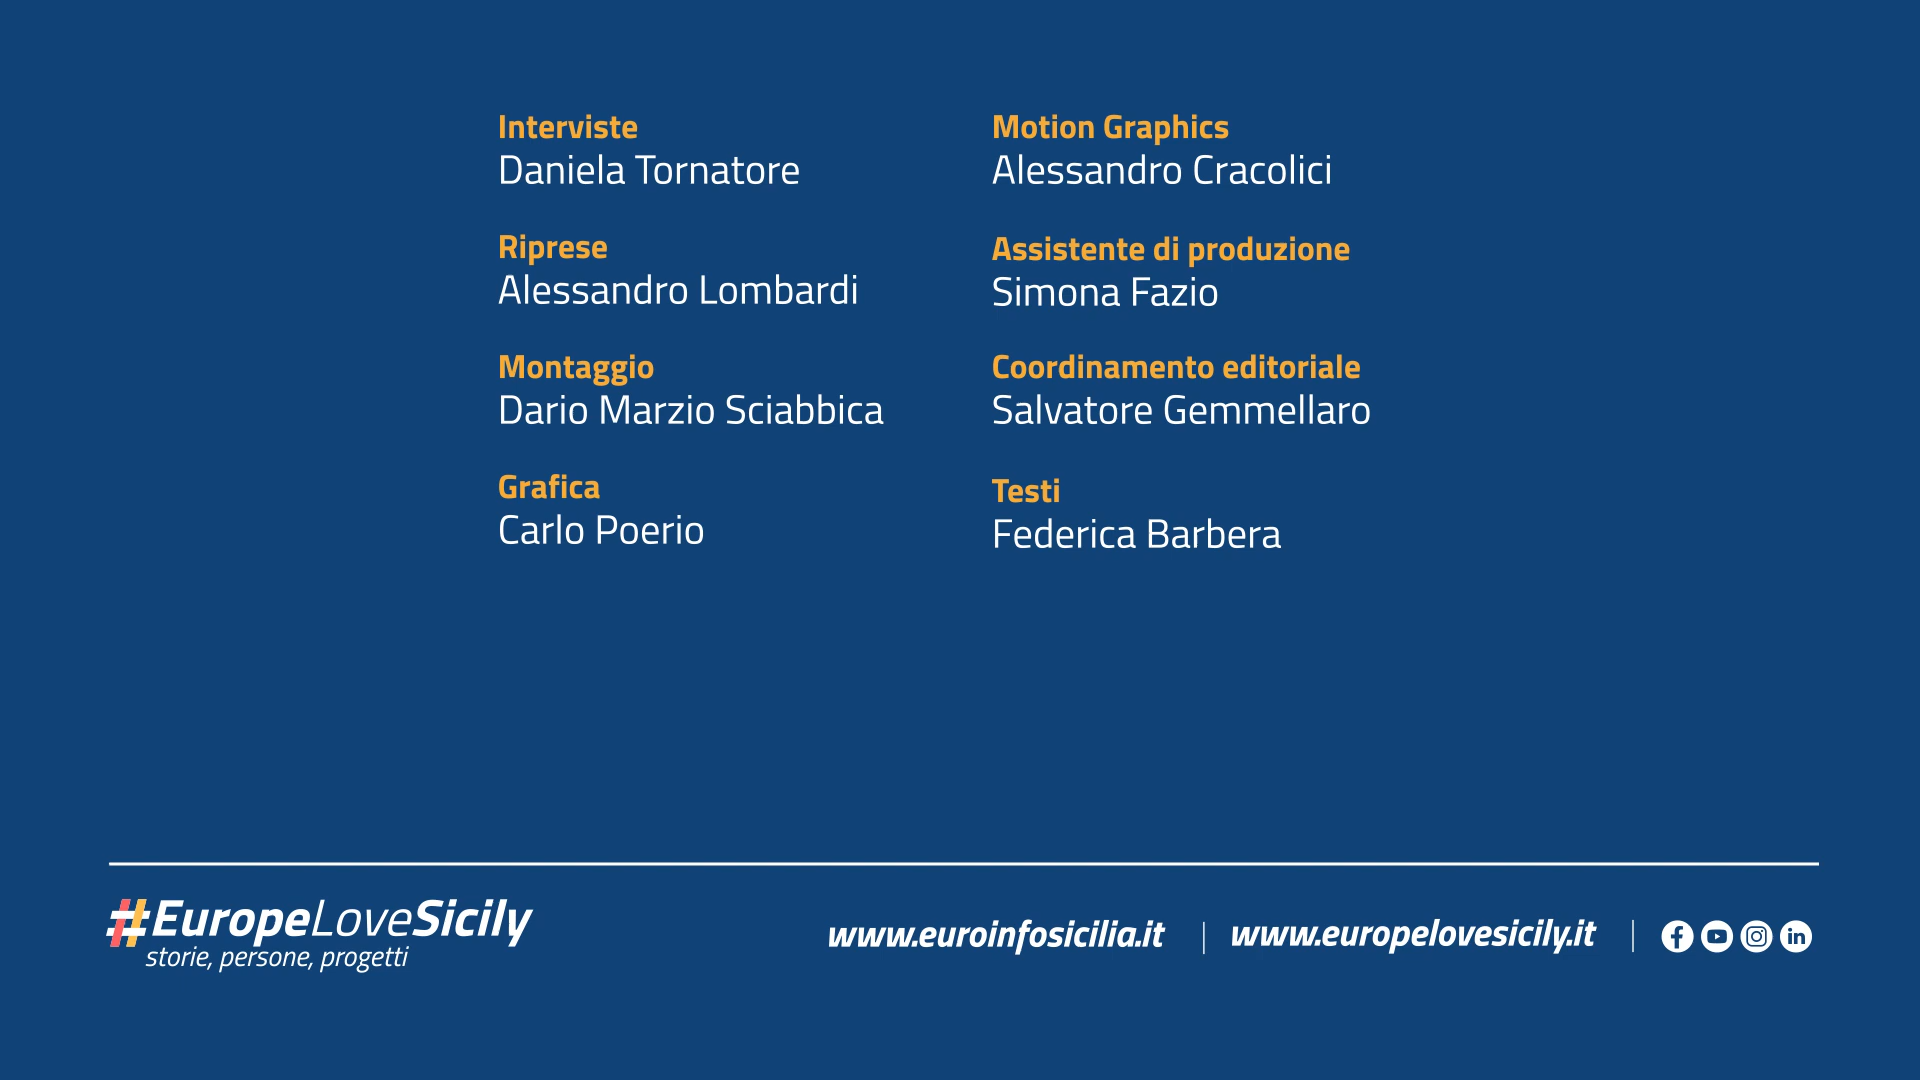 Interviste
Daniela Tornatore
Riprese
Alessandro Lombardi
Montaggio
Dario Marzio Sciabbica
Grafica
Carlo Poerio
Motion Graphics
Alessandro Cracolici
Assistente di produzione
Simona Fazio
Coordinamento editoriale
Salvatore Gemmellaro
Testi
Federica Barbera
#EuropeLoveSicily
storie, persone, progetti
www.euroinfosicilia.it | www.europelovesicily.it |